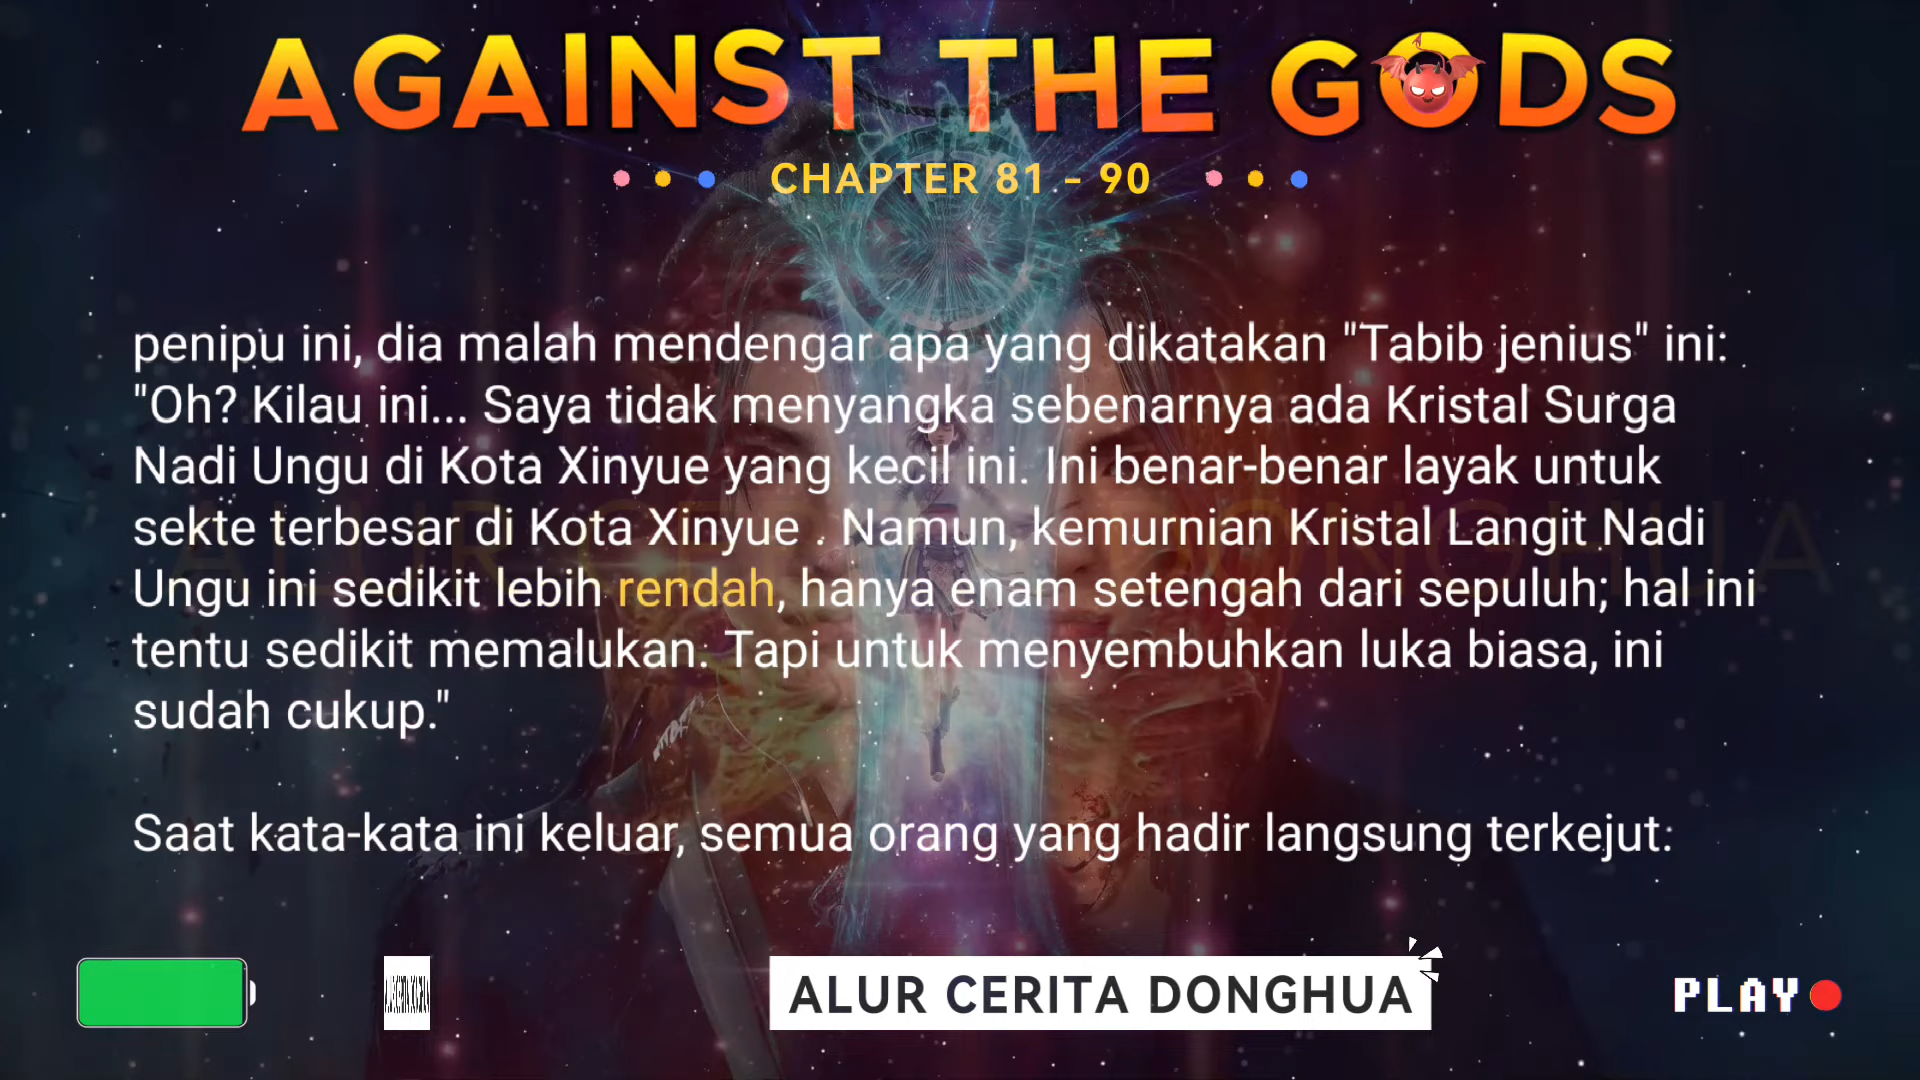 AGAINST THE GODS
CHAPTER 81 - 90
penipu ini, dia malah mendengar apa yang dikatakan "Tabib jenius" ini:
"Oh? Kilau ini... Saya tidak menyangka sebenarnya ada Kristal Surga
Nadi Ungu di Kota Xinyue yang kecil ini. Ini benar-benar layak untuk
sekte terbesar di Kota Xinyue . Namun, kemurnian Kristal Langit Nadi
Ungu ini sedikit lebih rendah, hanya enam setengah dari sepuluh; hal ini
tentu sedikit memalukan. Tapi untuk menyembuhkan luka biasa, ini
sudah cukup."
Saat kata-kata ini keluar, semua orang yang hadir langsung terkejut.
ALUR CERITA DONGHUA
ALUR CERITA DONGHUA
PLAY